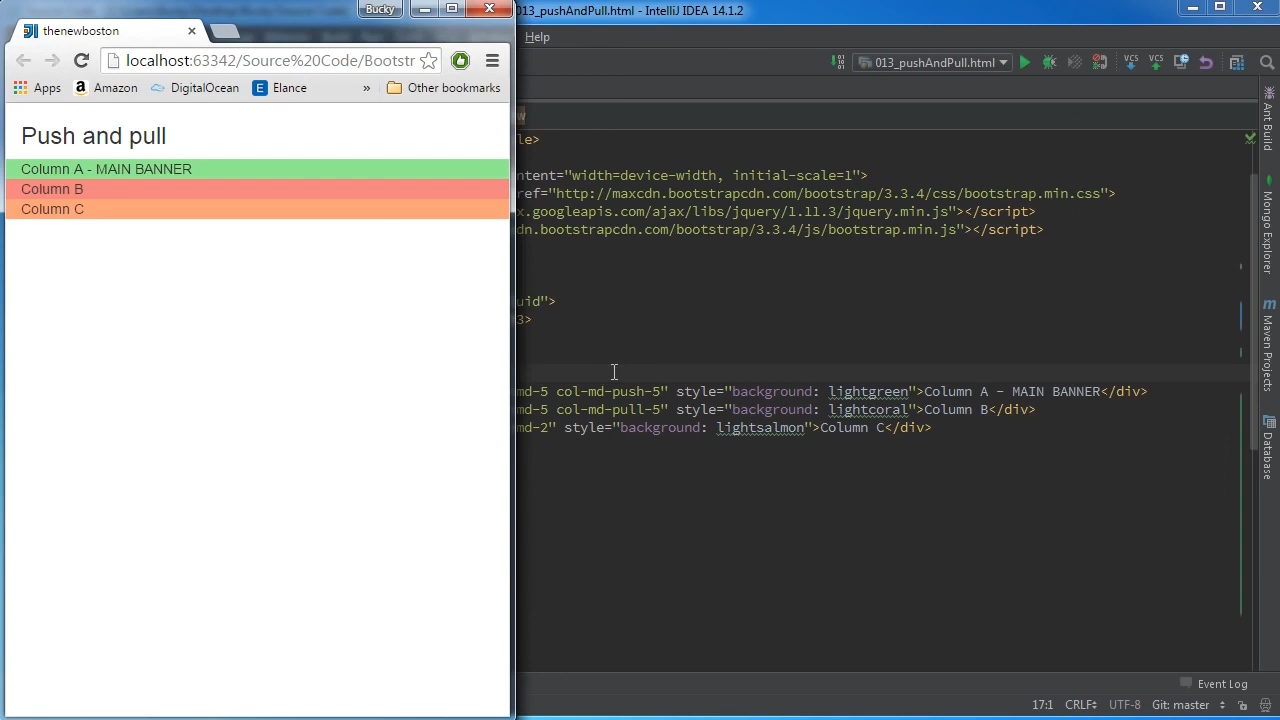 Bucky
013_pushAndPull.html - IntelliJ IDEA 14.1.2
thenewboston
Help
localhost:63342/Source%20Code/Bootstr
013_pushAndPull.html
Apps
Amazon
DigitalOcean
Elance
»
Other bookmarks
Push and pull
Column A - MAIN BANNER
Column B
Column C
le>
ntent="width=device-width, initial-scale=1">
ref="http://maxcdn.bootstrapcdn.com/bootstrap/3.3.4/css/bootstrap.min.css">
x.googleapis.com/ajax/libs/jquery/1.11.3/jquery.min.js"></script>
dn.bootstrapcdn.com/bootstrap/3.3.4/js/bootstrap.min.js"></script>
uid">
3>
md-5 col-md-push-5" style="background: lightgreen">Column A - MAIN BANNER</div>
md-5 col-md-pull-5" style="background: lightcoral">Column B</div>
md-2" style="background: lightsalmon">Column C</div>
Ant Build
Mongo Explorer
Maven Projects
Database
Event Log
17:1 CRLF UTF-8 Git: master